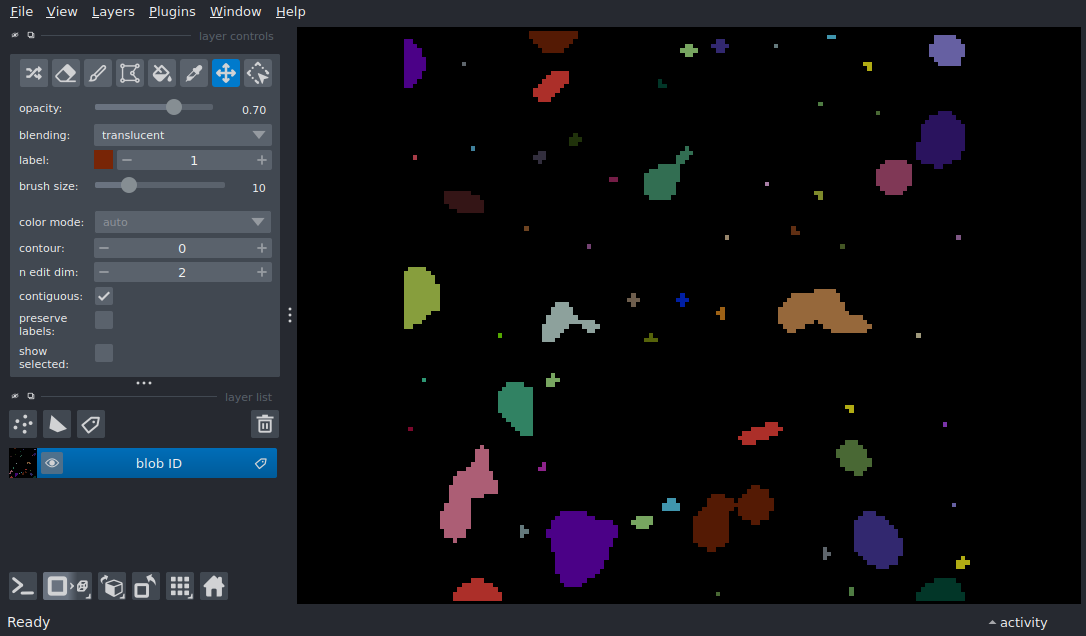 File View Layers Plugins Window Help
layer controls
opacity: 0.70
blending: translucent
label: 1
brush size: 10
color mode: auto
contour: 0
n edit dim: 2
contiguous:
preserve
labels:
show
selected:
layer list
blob ID
Ready
activity